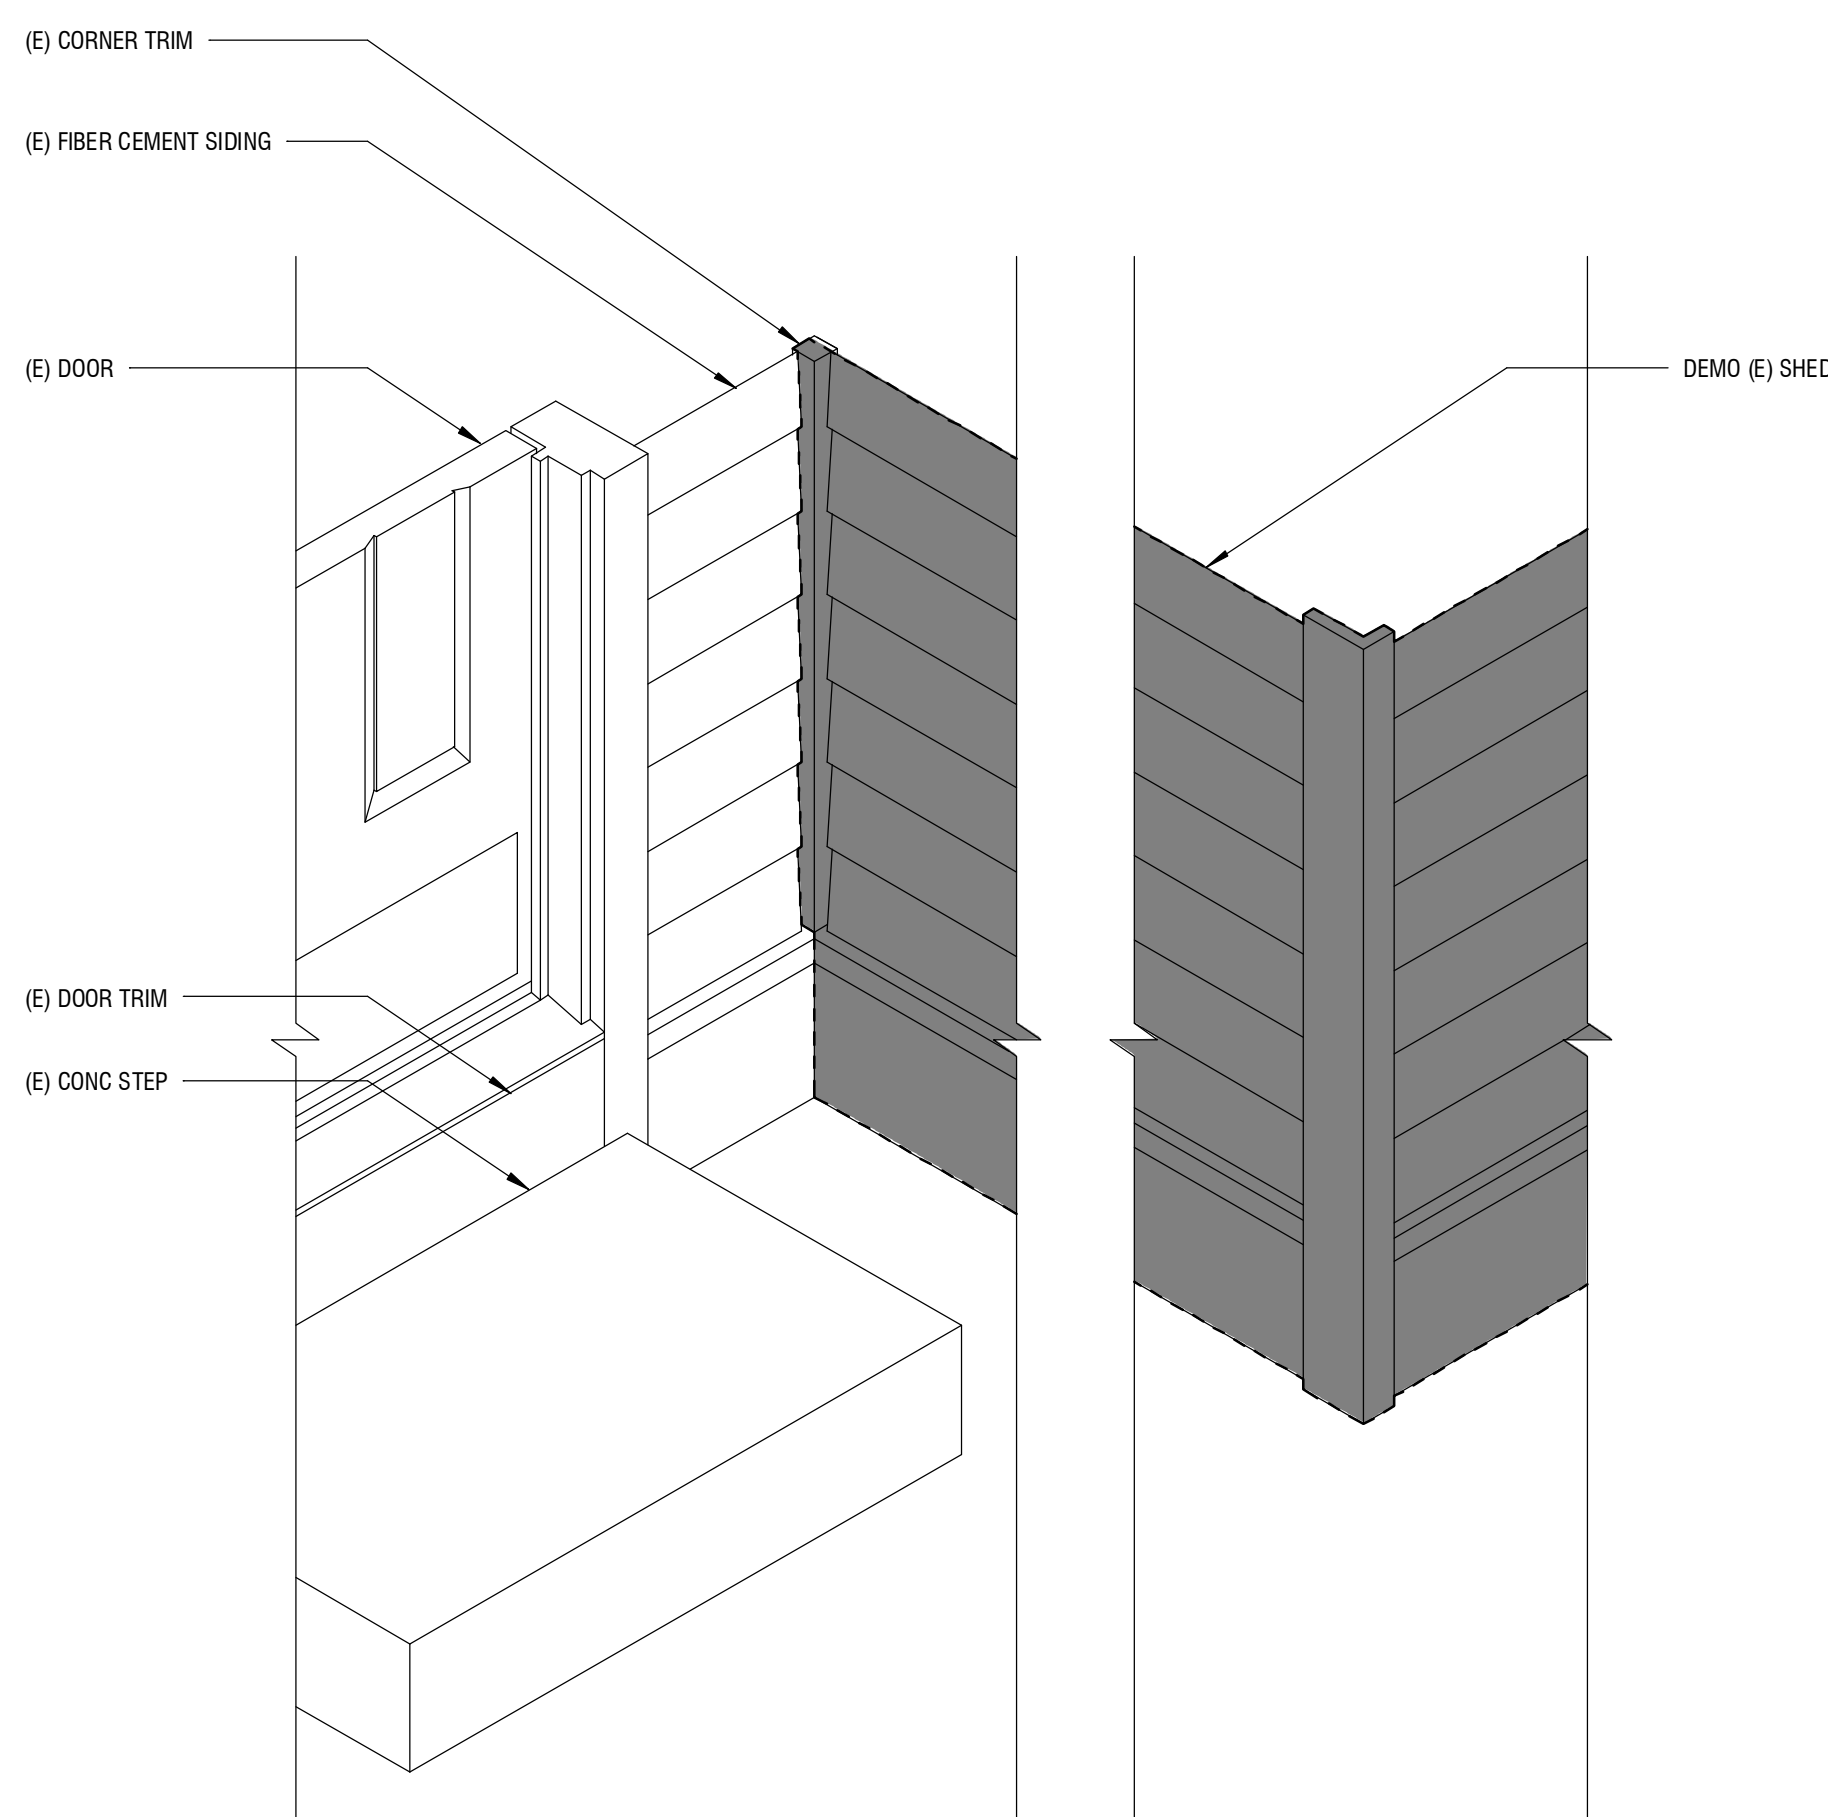 (E) CORNER TRIM
(E) FIBER CEMENT SIDING
(E) DOOR
DEMO (E) SHED
(E) DOOR TRIM
(E) CONC STEP